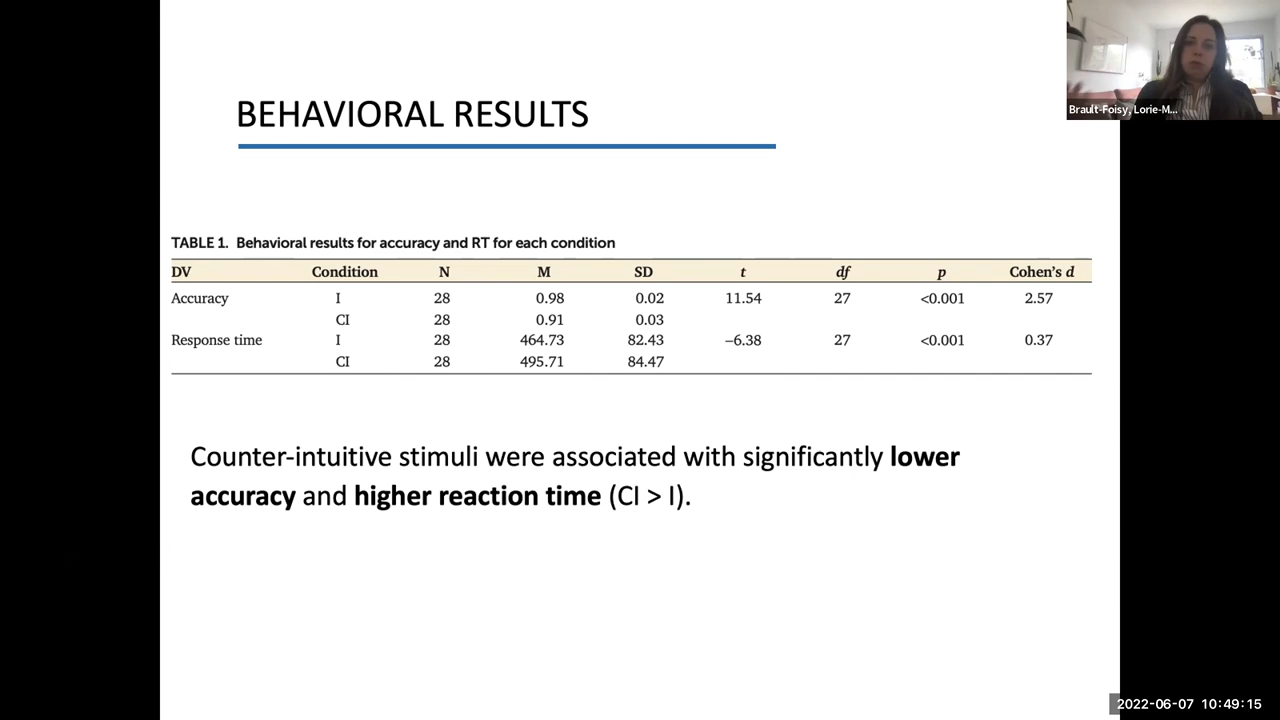 Brault-Foisy, Lorie-M...
BEHAVIORAL RESULTS
TABLE 1. Behavioral results for accuracy and RT for each condition
DV Condition N M SD t df p Cohen's d
Accuracy I 28 0.98 0.02 11.54 27 <0.001 2.57
CI 28 0.91 0.03
Response time I 28 464.73 82.43 –6.38 27 <0.001 0.37
CI 28 495.71 84.47
Counter-intuitive stimuli were associated with significantly lower
accuracy and higher reaction time (CI > I).
2022-06-07 10:49:15